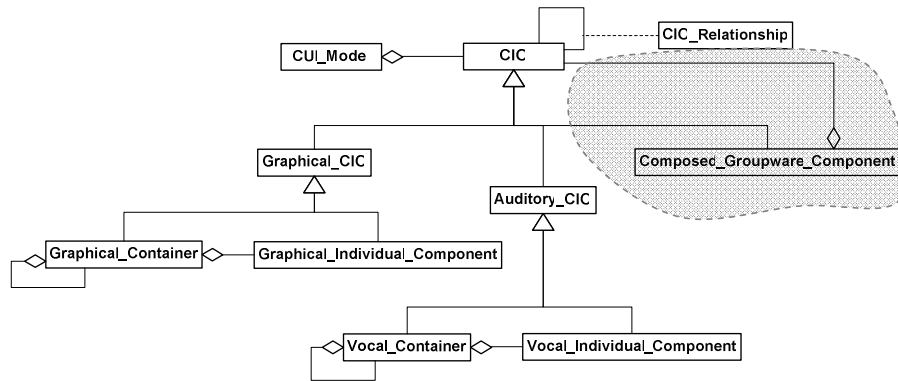 CIC_Relationship
CUI_Mode
CIC
Graphical_CIC
Composed_Groupware_Component
Auditory_CIC
Graphical_Container
Graphical_Individual_Component
Vocal_Container
Vocal_Individual_Component